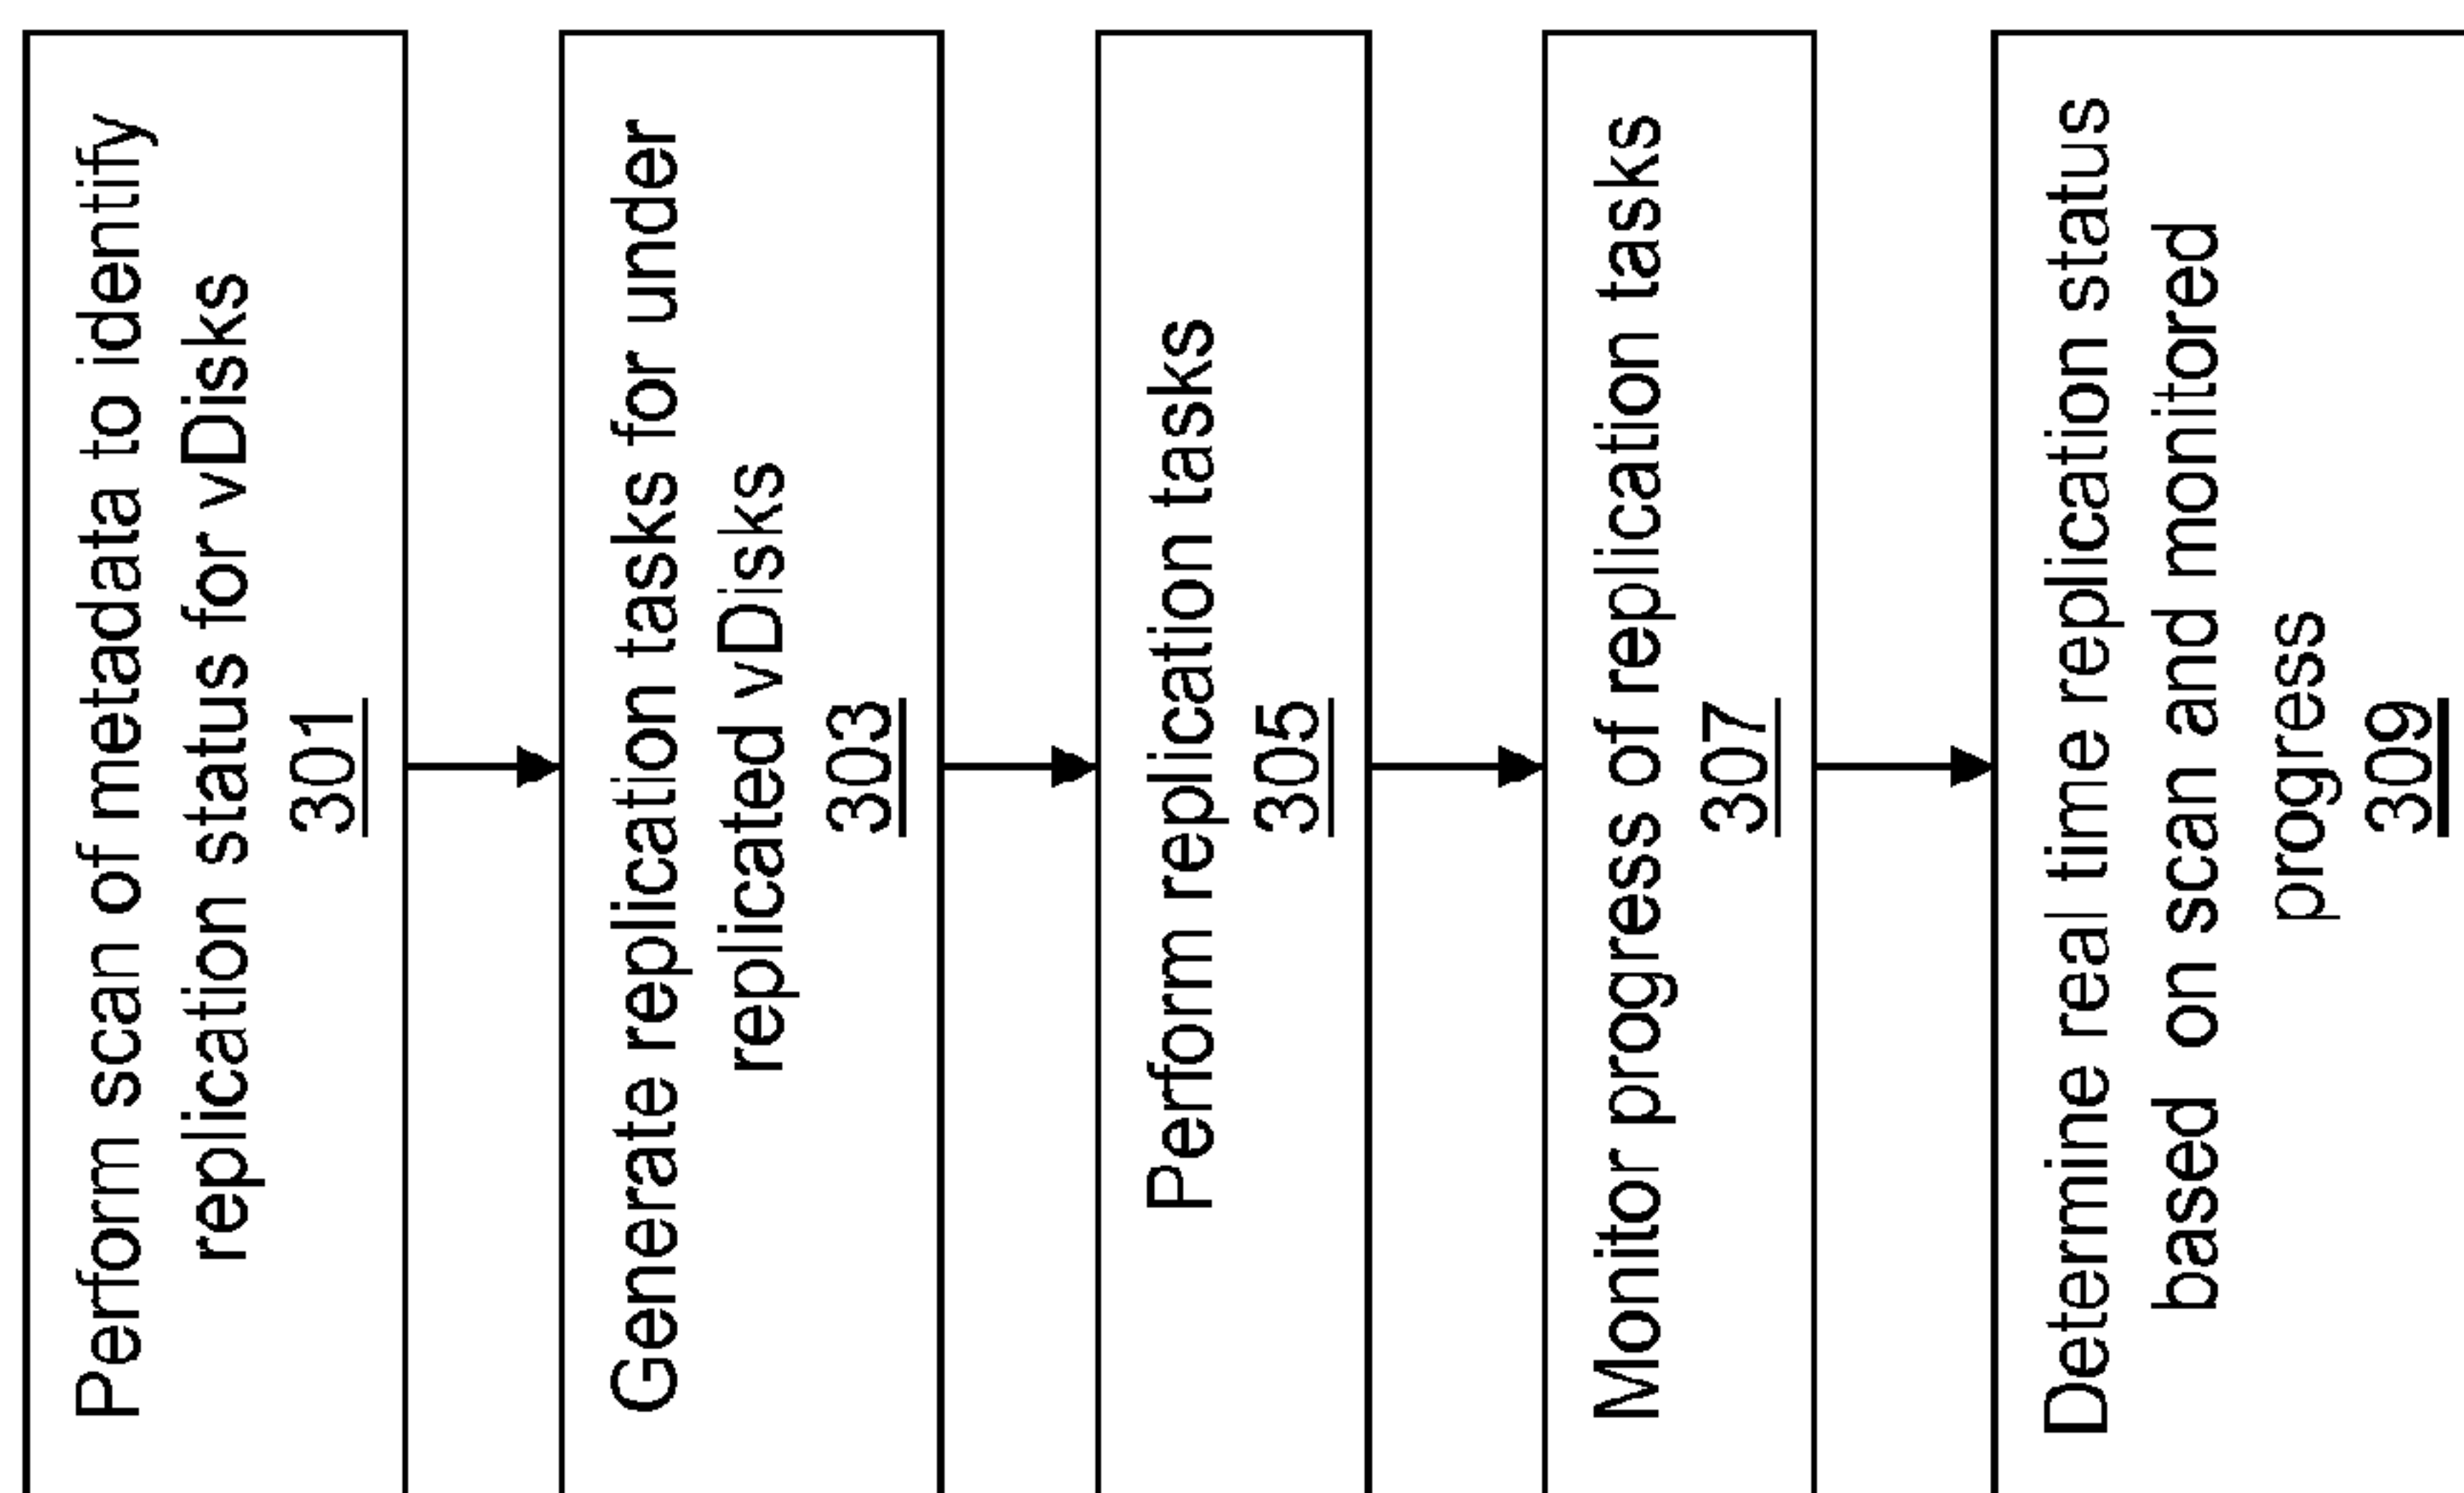 Perform scan of metadata to identify
replication status for vDisks
301
Generate replication tasks for under
replicated vDisks
303
Perform replication tasks
305
Monitor progress of replication tasks
307
Determine real time replication status
based  on scan and monitored
progress
309